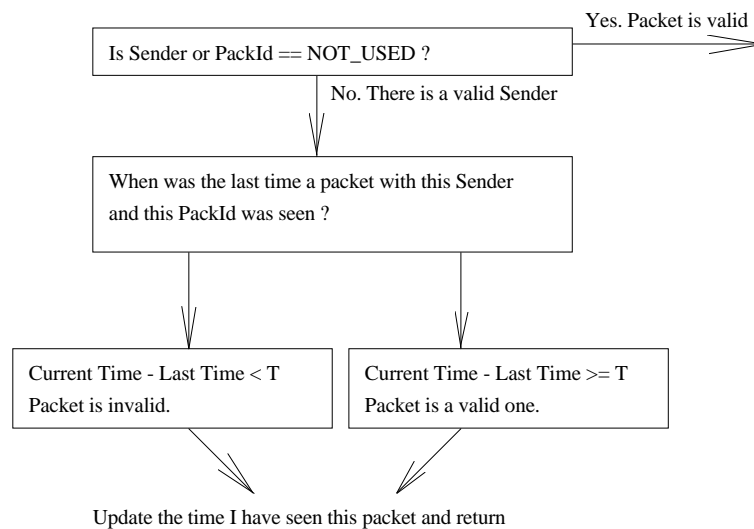 Yes. Packet is valid
Is Sender or PackId == NOT_USED ?
No. There is a valid Sender
When was the last time a packet with this Sender
and this PackId was seen ?
Current Time - Last Time < T
Packet is invalid.
Current Time - Last Time >= T
Packet is a valid one.
Update the time I have seen this packet and return